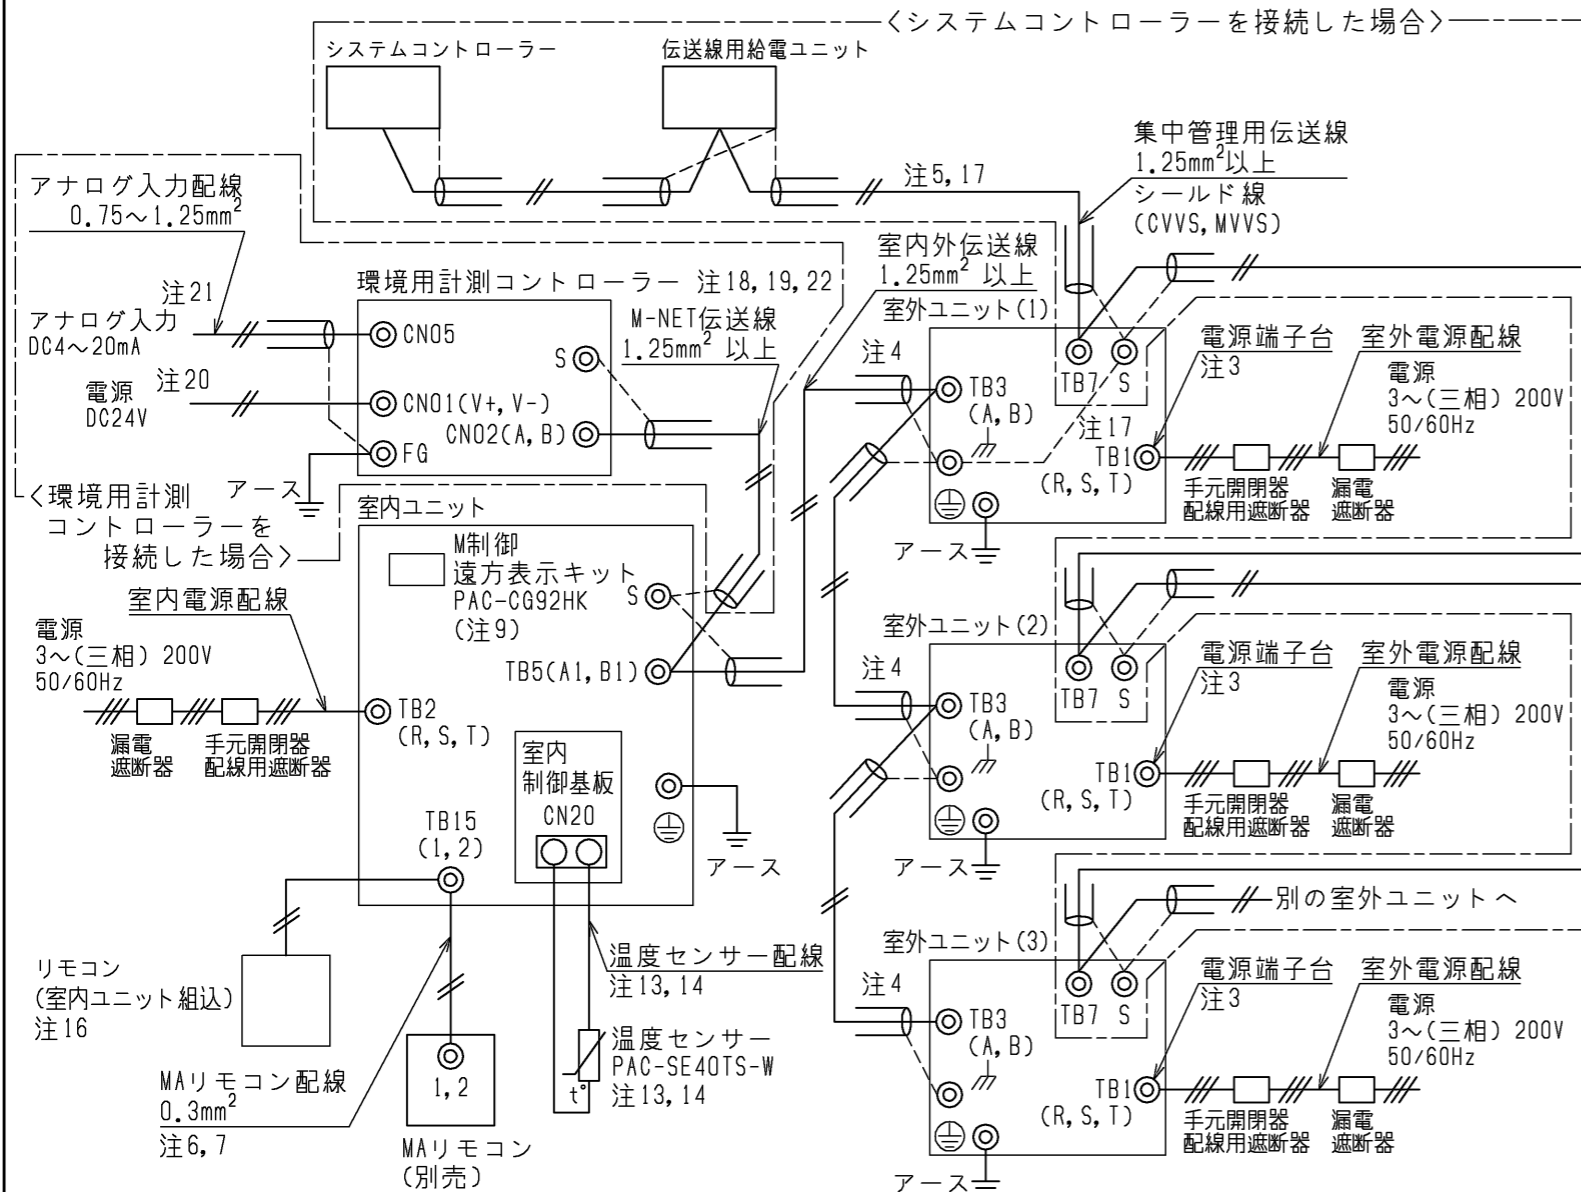 〈システムコントローラーを接続した場合〉
システムコントローラー
伝送線用給電ユニット
集中管理用伝送線
1.25mm²以上
シールド線
(CVVS,MVVS)
注5,17
アナログ入力配線
0.75～1.25mm²
注21
アナログ入力
DC4～20mA
電源
DC24V
注20
環境用計測コントローラー 注18,19,22
CN05
S
CN01(V+,V-)
CN02(A,B)
FG
アース
M-NET伝送線
1.25mm² 以上
室内外伝送線
1.25mm² 以上
〈環境用計測
コントローラーを
接続した場合〉
室内ユニット
M制御
遠方表示キット
PAC-CG92HK
(注9)
S
TB5(A1,B1)
室内電源配線
電源
3～(三相) 200V
50/60Hz
漏電
遮断器
手元開閉器
配線用遮断器
TB2
(R,S,T)
室内
制御基板
CN20
TB15
(1,2)
アース
リモコン
(室内ユニット組込)
注16
MAリモコン配線
0.3mm²
注6,7
1,2
MAリモコン
(別売)
温度センサー配線
注13,14
温度センサー
PAC-SE40TS-W
注13,14
t°
室外ユニット(1)
注4
TB3
(A,B)
TB7
S
注17
TB1
(R,S,T)
アース
電源端子台
注3
室外電源配線
電源
3～(三相) 200V
50/60Hz
手元開閉器
配線用遮断器
漏電
遮断器
室外ユニット(2)
注4
TB3
(A,B)
TB7
S
TB1
(R,S,T)
アース
電源端子台
注3
室外電源配線
電源
3～(三相) 200V
50/60Hz
手元開閉器
配線用遮断器
漏電
遮断器
別の室外ユニットへ
室外ユニット(3)
注4
TB3
(A,B)
TB7
S
TB1
(R,S,T)
アース
電源端子台
注3
室外電源配線
電源
3～(三相) 200V
50/60Hz
手元開閉器
配線用遮断器
漏電
遮断器